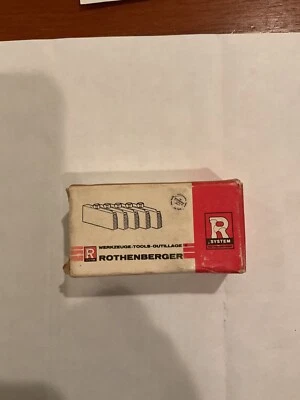 R
SYSTEM
WERKZEUGE-TOOLS-OUTILLAGE
R
ROTHENBERGER